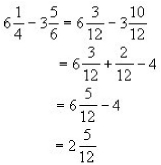 6 1/4 − 3 5/6 = 6 3/12 − 3 10/12
= 6 3/12 + 2/12 − 4
= 6 5/12 − 4
= 2 5/12